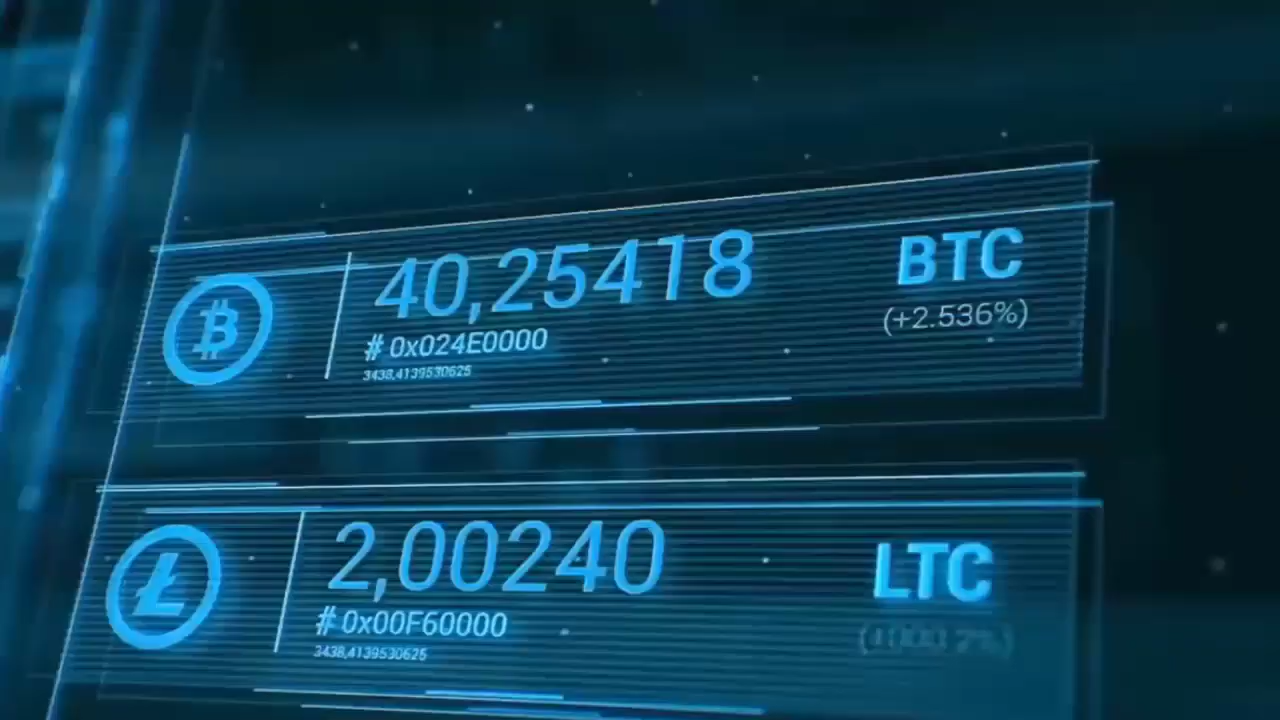 40,25418
BTC
# 0x024E0000
(+2.536%)
3438,4139530625
2,00240
LTC
# 0x00F60000
3438,4139530625